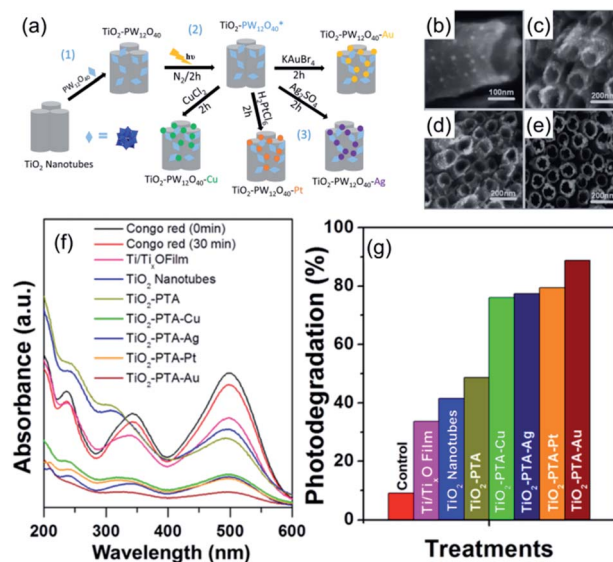 (a)
TiO2-PW12O40
(1)
PW12O40
TiO2 Nanotubes
=
(2)
hν
N2/2h
TiO2-PW12O40*
KAuBr4
2h
TiO2-PW12O40-Au
CuCl2
2h
H2PtCl6
2h
Ag2SO4
2h
(3)
TiO2-PW12O40-Cu
TiO2-PW12O40-Pt
TiO2-PW12O40-Ag
(b)
100nm
(c)
200nm
(d)
200nm
(e)
200nm
(f)
Congo red (0min)
Congo red (30 min)
Ti/TixOFilm
TiO2 Nanotubes
TiO2-PTA
TiO2-PTA-Cu
TiO2-PTA-Ag
TiO2-PTA-Pt
TiO2-PTA-Au
Absorbance (a.u.)
200 300 400 500 600
Wavelength (nm)
(g)
Photodegradation (%)
100
80
60
40
20
0
Control
Ti/TixO Film
TiO2 Nanotubes
TiO2-PTA
TiO2-PTA-Cu
TiO2-PTA-Ag
TiO2-PTA-Pt
TiO2-PTA-Au
Treatments